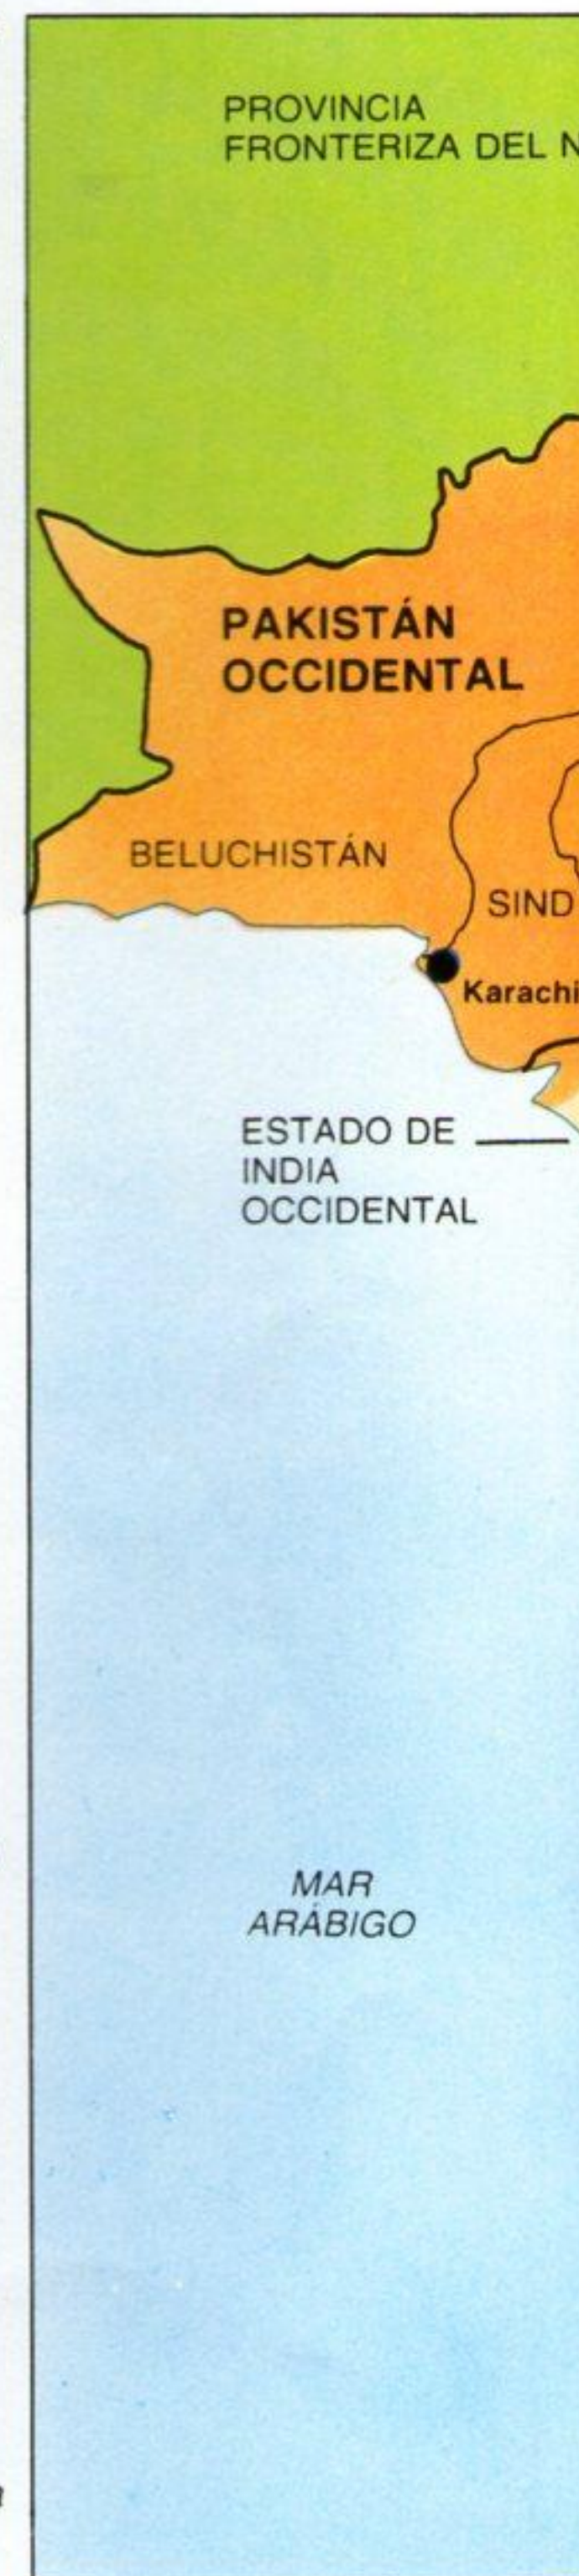 PROVINCIA
FRONTERIZA DEL
PAKISTÁN
OCCIDENTAL
BELUCHISTÁN
SIND
Karachi
ESTADO DE
INDIA
OCCIDENTAL
MAR
ARÁBIGO